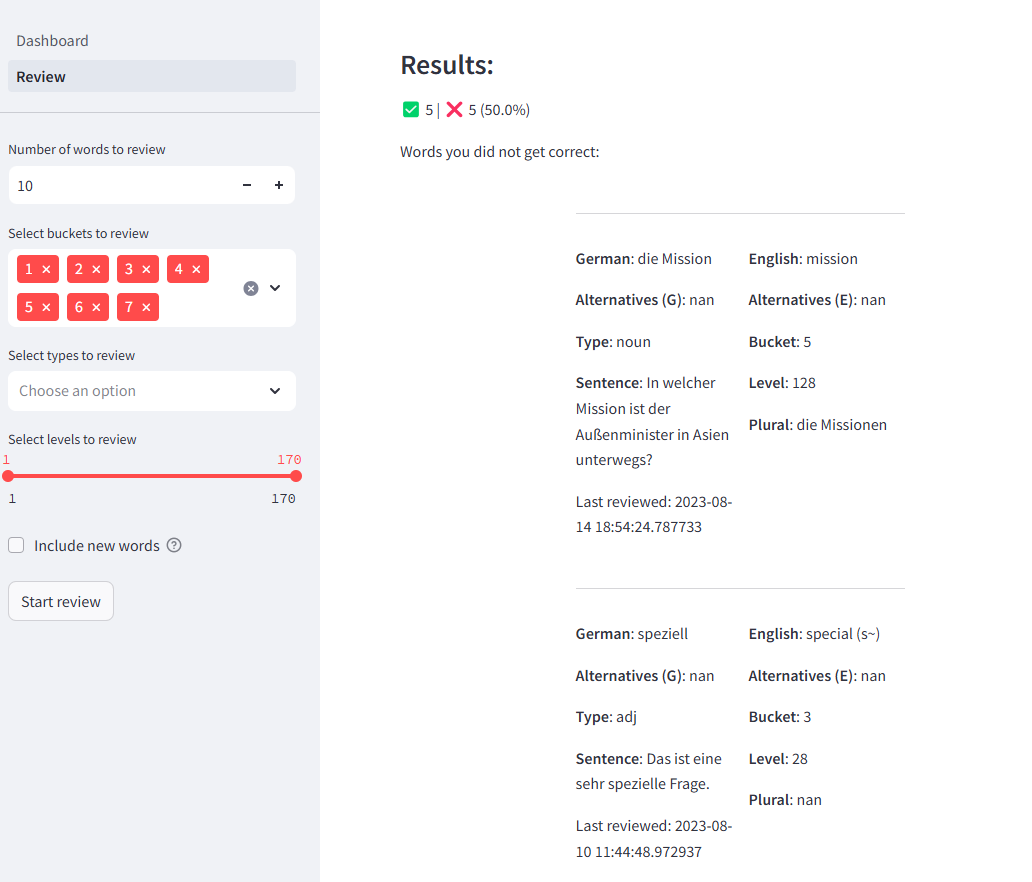 Dashboard
Review
Number of words to review
10 − +
Select buckets to review
1 × 2 × 3 × 4 ×
5 × 6 × 7 ×
Select types to review
Choose an option
Select levels to review
1 170
1 170
Include new words ?
Start review
Results:
✅ 5 | ❌ 5 (50.0%)
Words you did not get correct:
German: die Mission
Alternatives (G): nan
Type: noun
Sentence: In welcher
Mission ist der
Außenminister in Asien
unterwegs?
Last reviewed: 2023-08-
14 18:54:24.787733
English: mission
Alternatives (E): nan
Bucket: 5
Level: 128
Plural: die Missionen
German: speziell
Alternatives (G): nan
Type: adj
Sentence: Das ist eine
sehr spezielle Frage.
Last reviewed: 2023-08-
10 11:44:48.972937
English: special (s~)
Alternatives (E): nan
Bucket: 3
Level: 28
Plural: nan